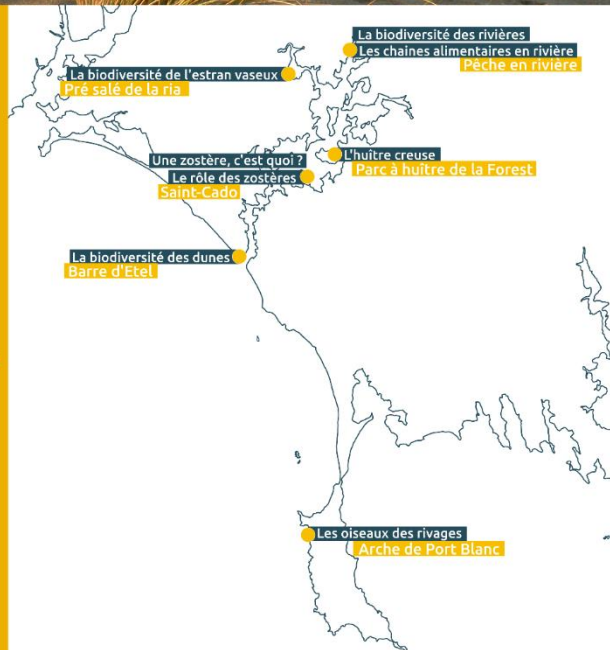 La biodiversité des rivières
Les chaines alimentaires en rivière
Pêche en rivière
La biodiversité de l'estran vaseux
Pré salé de la ria
Une zostère, c'est quoi ?
Le rôle des zostères
Saint-Cado
L'huître creuse
Parc à huître de la Forest
La biodiversité des dunes
Barre d'Etel
Les oiseaux des rivages
Arche de Port Blanc